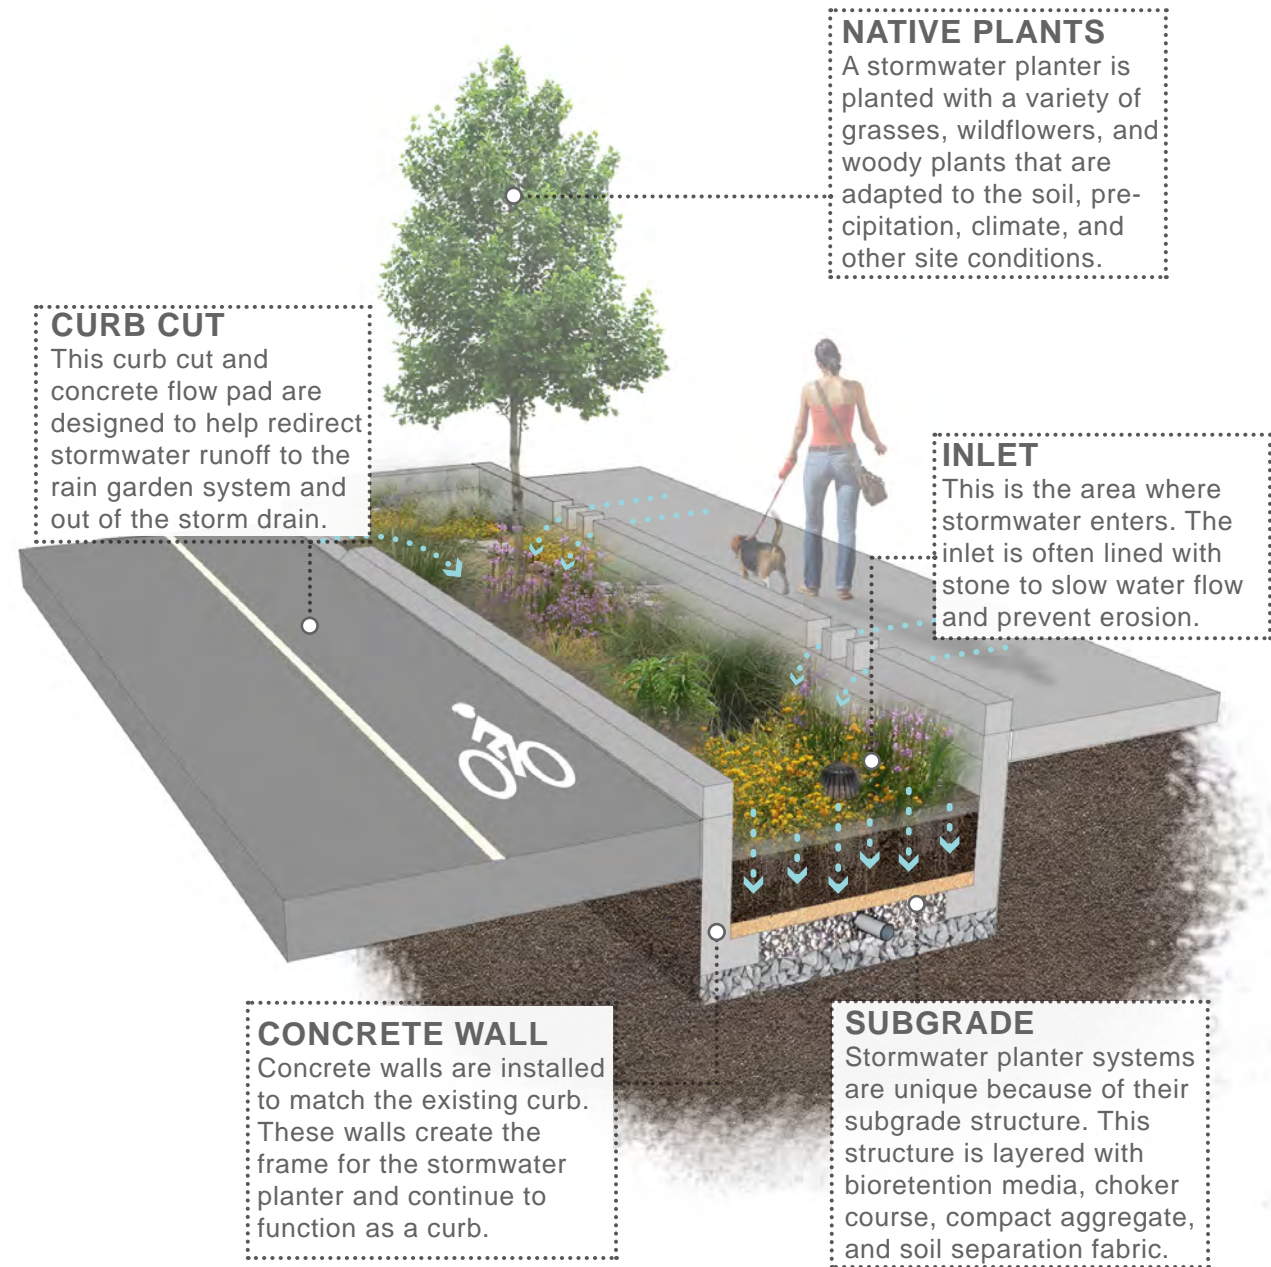 NATIVE PLANTS
A stormwater planter is
planted with a variety of
grasses, wildflowers, and
woody plants that are
adapted to the soil, pre-
cipitation, climate, and
other site conditions.
CURB CUT
This curb cut and
concrete flow pad are
designed to help redirect
stormwater runoff to the
rain garden system and
out of the storm drain.
INLET
This is the area where
stormwater enters. The
inlet is often lined with
stone to slow water flow
and prevent erosion.
CONCRETE WALL
Concrete walls are installed
to match the existing curb.
These walls create the
frame for the stormwater
planter and continue to
function as a curb.
SUBGRADE
Stormwater planter systems
are unique because of their
subgrade structure. This
structure is layered with
bioretention media, choker
course, compact aggregate,
and soil separation fabric.